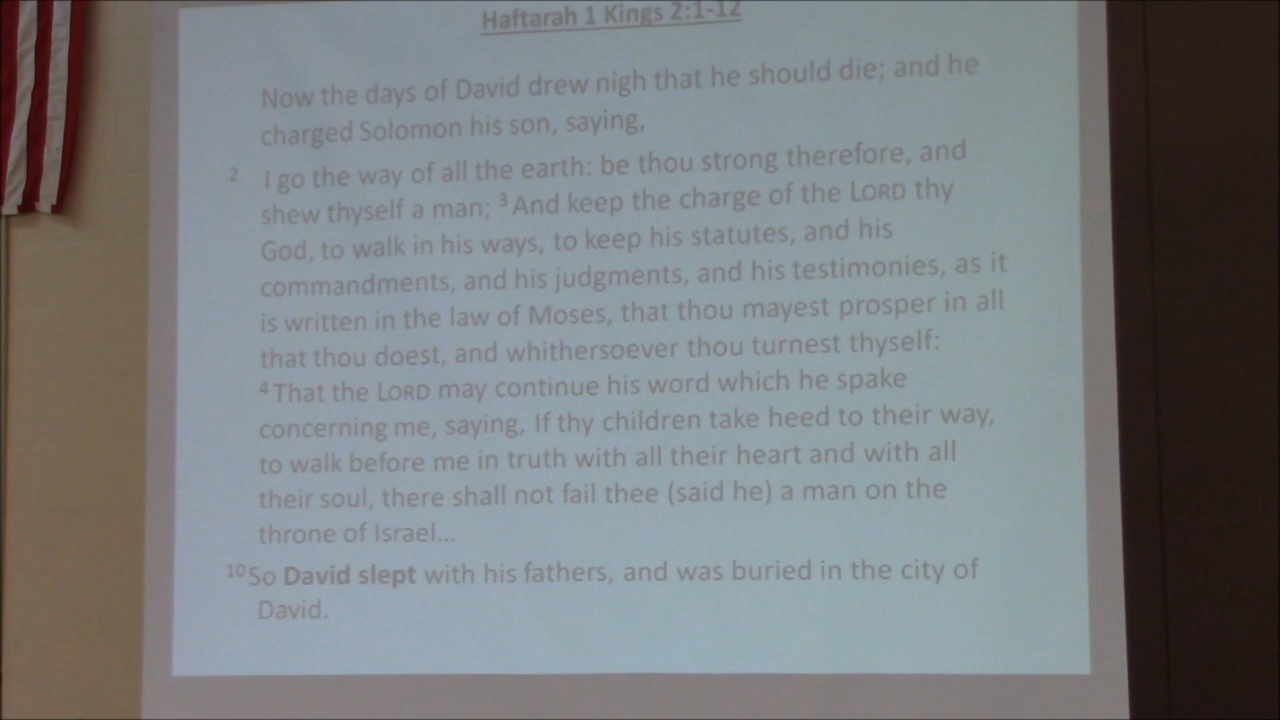 Haftarah 1 Kings 2:1-12
Now the days of David drew nigh that he should die; and he
charged Solomon his son, saying,
2 I go the way of all the earth: be thou strong therefore, and
shew thyself a man; 3 And keep the charge of the LORD thy
God, to walk in his ways, to keep his statutes, and his
commandments, and his judgments, and his testimonies, as it
is written in the law of Moses, that thou mayest prosper in all
that thou doest, and whithersoever thou turnest thyself:
4 That the LORD may continue his word which he spake
concerning me, saying, If thy children take heed to their way,
to walk before me in truth with all their heart and with all
their soul, there shall not fail thee (said he) a man on the
throne of Israel...
10 So David slept with his fathers, and was buried in the city of
David.